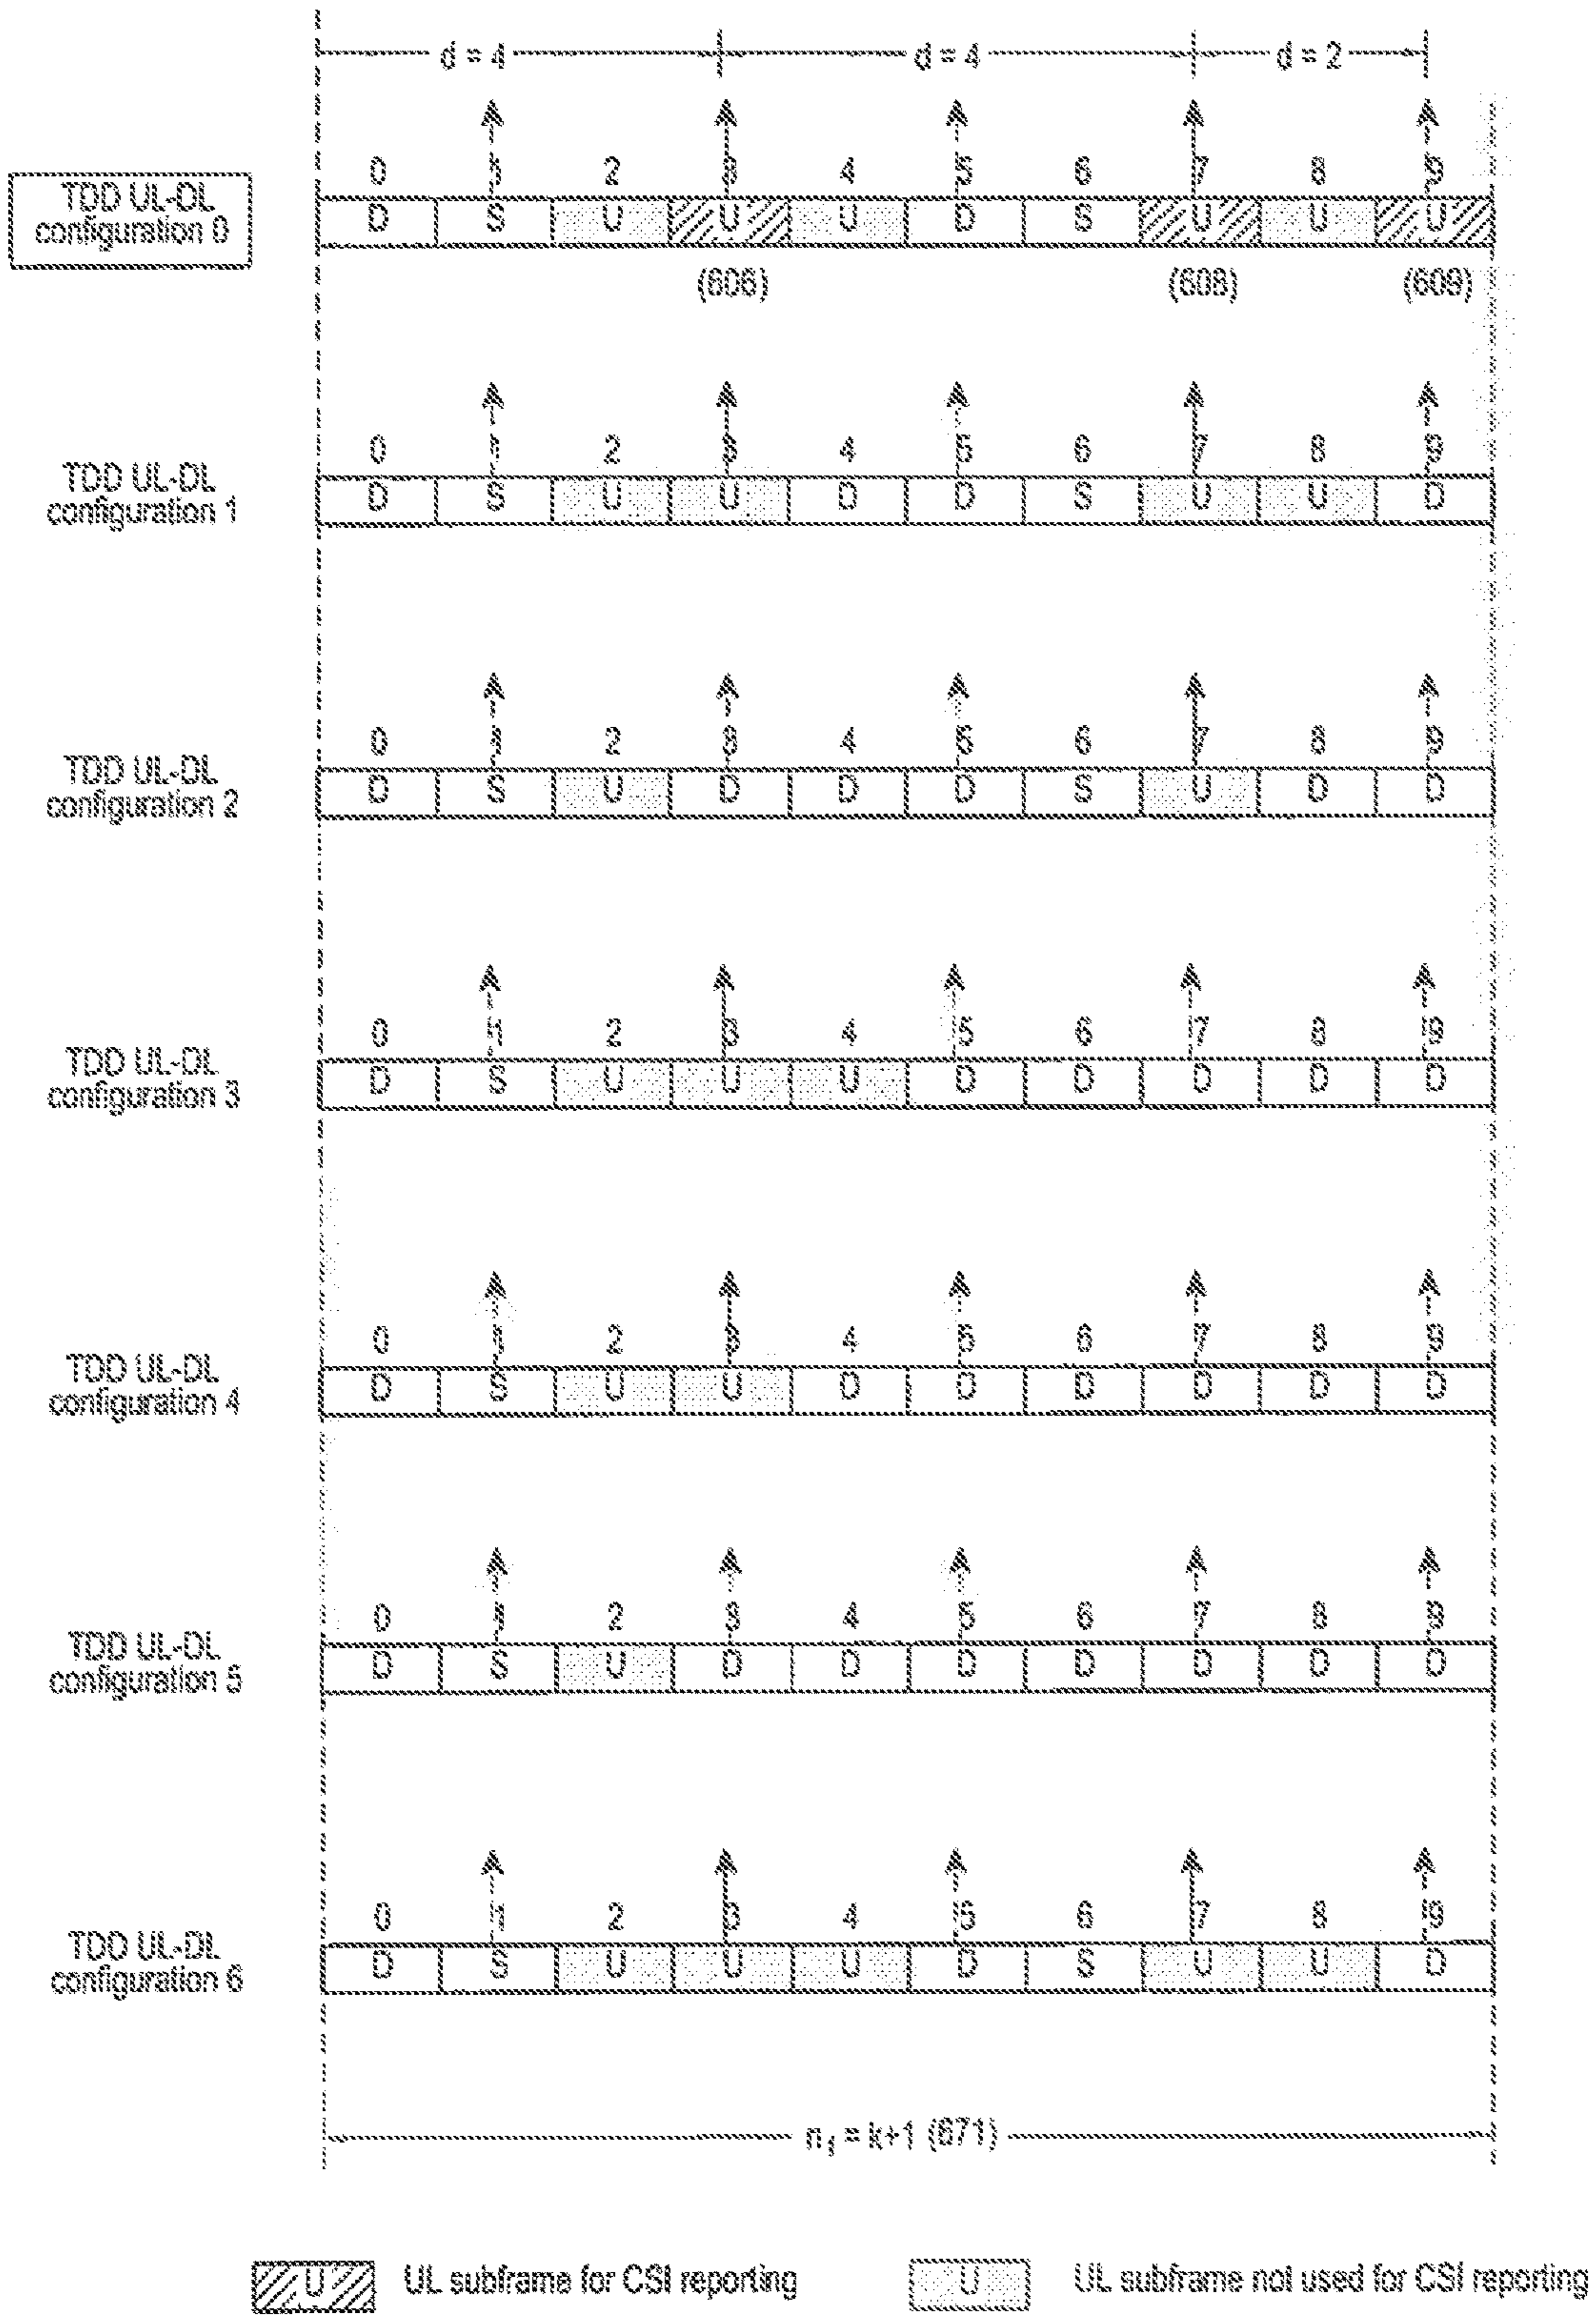 d = 4 d = 4 d = 2
0 1 2 3 4 5 6 7 8 9
TDD UL-DL
configuration 0
D S U U U D S U U U
(606) (608) (609)
0 1 2 3 4 5 6 7 8 9
TDD UL-DL
configuration 1
D S U U D D S U U D
0 1 2 3 4 5 6 7 8 9
TDD UL-DL
configuration 2
D S U D D D S U D D
0 1 2 3 4 5 6 7 8 9
TDD UL-DL
configuration 3
D S U U U D D D D D
0 1 2 3 4 5 6 7 8 9
TDD UL-DL
configuration 4
D S U U D D D D D D
0 1 2 3 4 5 6 7 8 9
TDD UL-DL
configuration 5
D S U D D D D D D D
0 1 2 3 4 5 6 7 8 9
TDD UL-DL
configuration 6
D S U U U D S U U D
n_f = k+1 (671)
U UL subframe for CSI reporting U UL subframe not used for CSI reporting